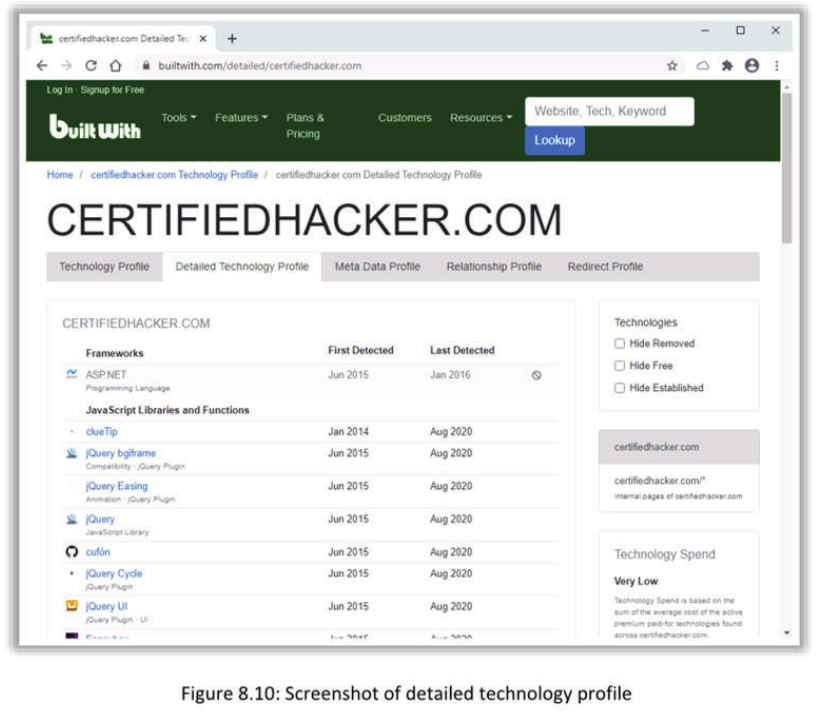 certifiedhacker.com Detailed Tec
builtwith.com/detailed/certifiedhacker.com
Log In · Signup for Free
builtwith
Tools
Features
Plans &
Pricing
Customers
Resources
Website, Tech, Keyword
Lookup
Home / certifiedhacker.com Technology Profile / certifiedhacker.com Detailed Technology Profile
CERTIFIEDHACKER.COM
Technology Profile
Detailed Technology Profile
Meta Data Profile
Relationship Profile
Redirect Profile
CERTIFIEDHACKER.COM
Frameworks First Detected Last Detected
ASP.NET Jun 2015 Jan 2016
Programming Language
JavaScript Libraries and Functions
clueTip Jan 2014 Aug 2020
jQuery bgiframe Jun 2015 Aug 2020
Compatibility · jQuery Plugin
jQuery Easing Jun 2015 Aug 2020
Animation · jQuery Plugin
jQuery Jun 2015 Aug 2020
JavaScript Library
cufón Jun 2015 Aug 2020
jQuery Cycle Jun 2015 Aug 2020
jQuery Plugin
jQuery UI Jun 2015 Aug 2020
jQuery Plugin · UI
Technologies
Hide Removed
Hide Free
Hide Established
certifiedhacker.com
certifiedhacker.com/*
Internal pages of certifiedhacker.com
Technology Spend
Very Low
Technology Spend is based on the
sum of the average cost of the active
premium paid-for technologies found
across certifiedhacker.com.
Figure 8.10: Screenshot of detailed technology profile